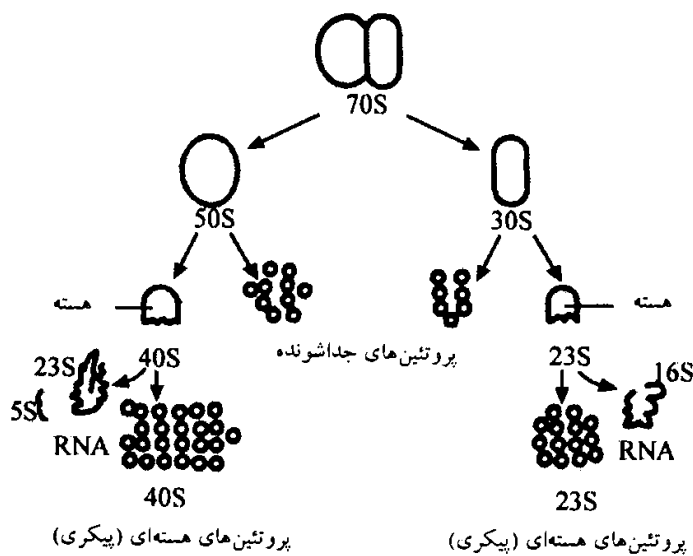 70S
50S
30S
هسته
هسته
پروتئین‌های جداشونده
40S
23S
23S
16S
5S
RNA
RNA
40S
23S
پروتئین‌های هسته‌ای (پیکری)
پروتئین‌های هسته‌ای (پیکری)